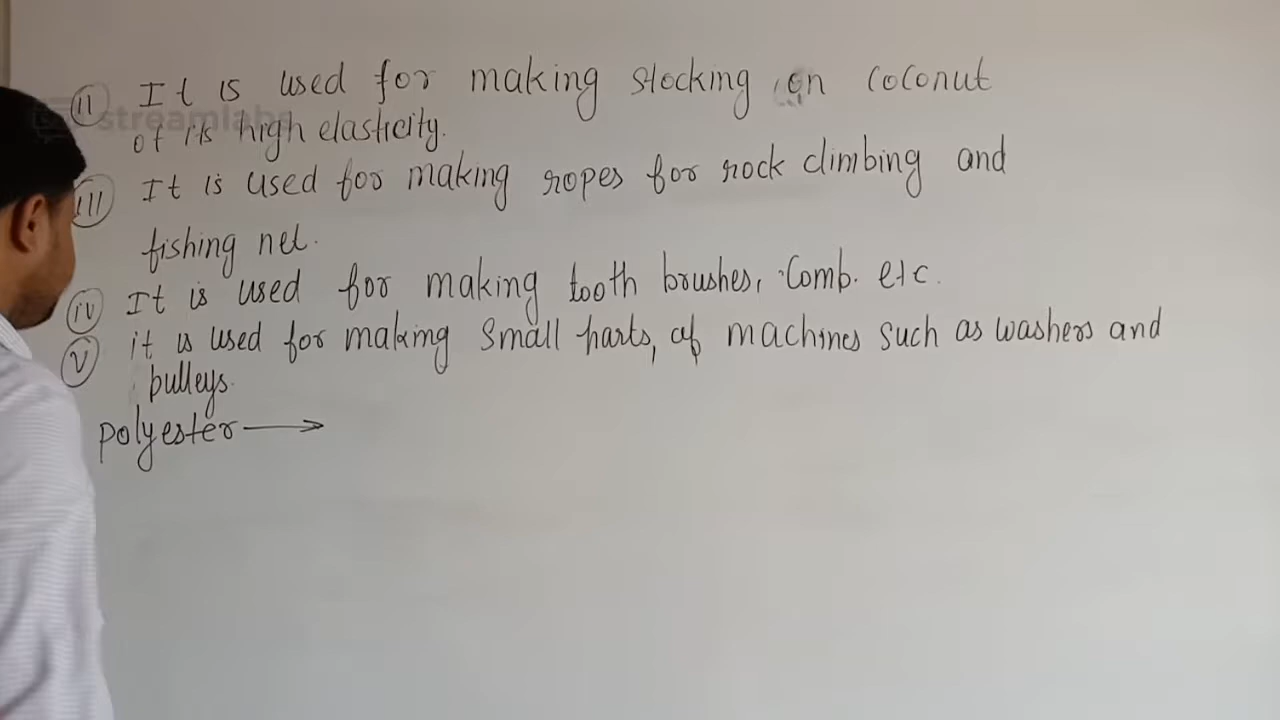 (ii) It is used for making stocking on coconut
of its high elasticity.
(iii) It is used for making ropes for rock climbing and
fishing net.
(iv) It is used for making tooth brushes, Comb. etc.
(v) it is used for making small parts, of machines such as washers and
pulleys.
polyester →
streamlabs